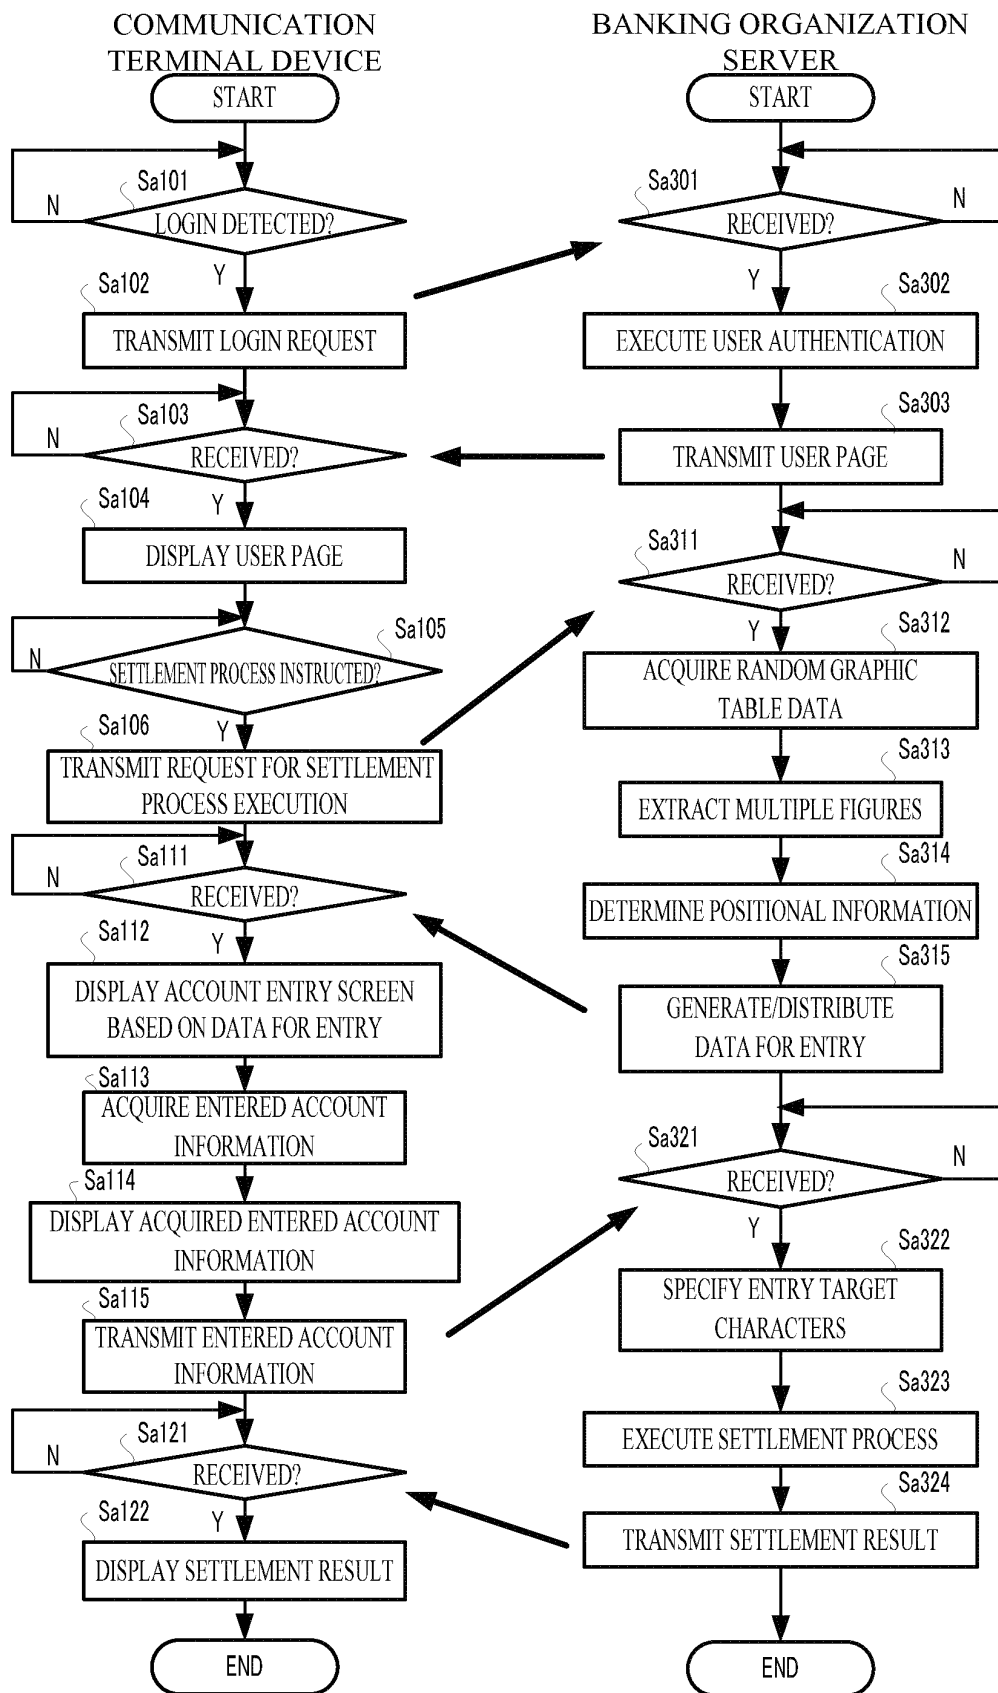 COMMUNICATION
TERMINAL DEVICE
START
Sa101
N
LOGIN DETECTED?
Y
Sa102
TRANSMIT LOGIN REQUEST
Sa103
N
RECEIVED?
Y
Sa104
DISPLAY USER PAGE
Sa105
N
SETTLEMENT PROCESS INSTRUCTED?
Y
Sa106
TRANSMIT REQUEST FOR SETTLEMENT
PROCESS EXECUTION
Sa111
N
RECEIVED?
Y
Sa112
DISPLAY ACCOUNT ENTRY SCREEN
BASED ON DATA FOR ENTRY
Sa113
ACQUIRE ENTERED ACCOUNT
INFORMATION
Sa114
DISPLAY ACQUIRED ENTERED ACCOUNT
INFORMATION
Sa115
TRANSMIT ENTERED ACCOUNT
INFORMATION
Sa121
N
RECEIVED?
Y
Sa122
DISPLAY SETTLEMENT RESULT
END
BANKING ORGANIZATION
SERVER
START
Sa301
N
RECEIVED?
Y
Sa302
EXECUTE USER AUTHENTICATION
Sa303
TRANSMIT USER PAGE
Sa311
N
RECEIVED?
Y
Sa312
ACQUIRE RANDOM GRAPHIC
TABLE DATA
Sa313
EXTRACT MULTIPLE FIGURES
Sa314
DETERMINE POSITIONAL INFORMATION
Sa315
GENERATE/DISTRIBUTE
DATA FOR ENTRY
Sa321
N
RECEIVED?
Y
Sa322
SPECIFY ENTRY TARGET
CHARACTERS
Sa323
EXECUTE SETTLEMENT PROCESS
Sa324
TRANSMIT SETTLEMENT RESULT
END